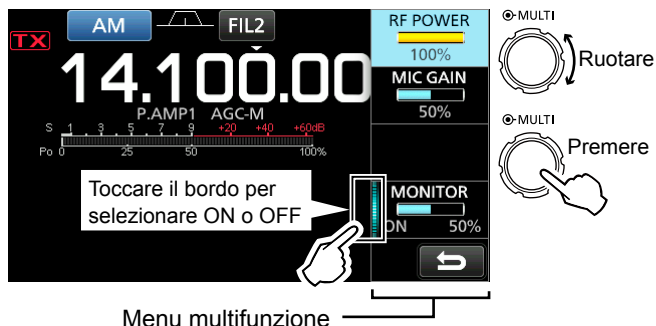 TX
AM
FIL2
14.100.00
P.AMP1 AGC-M
S 1 3 5 7 9 +20 +40 +60dB
Po 0 25 50 100%
RF POWER
100%
MIC GAIN
50%
MONITOR
ON 50%
Toccare il bordo per
selezionare ON o OFF
Menu multifunzione
MULTI
Ruotare
MULTI
Premere